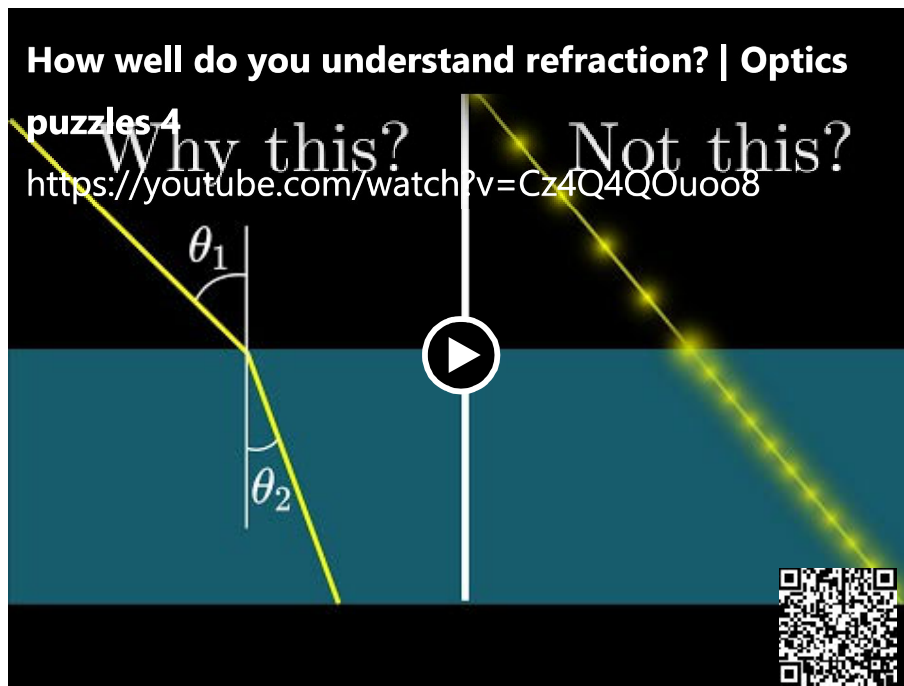 How well do you understand refraction? | Optics
puzzles 4
Why this?
Not this?
https://youtube.com/watch?v=Cz4Q4QOuoo8
θ₁
θ₂